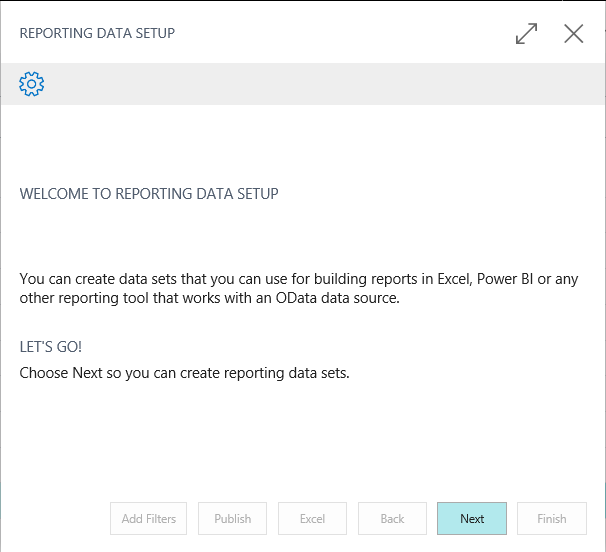 REPORTING DATA SETUP
WELCOME TO REPORTING DATA SETUP
You can create data sets that you can use for building reports in Excel, Power BI or any
other reporting tool that works with an OData data source.
LET'S GO!
Choose Next so you can create reporting data sets.
Add Filters
Publish
Excel
Back
Next
Finish